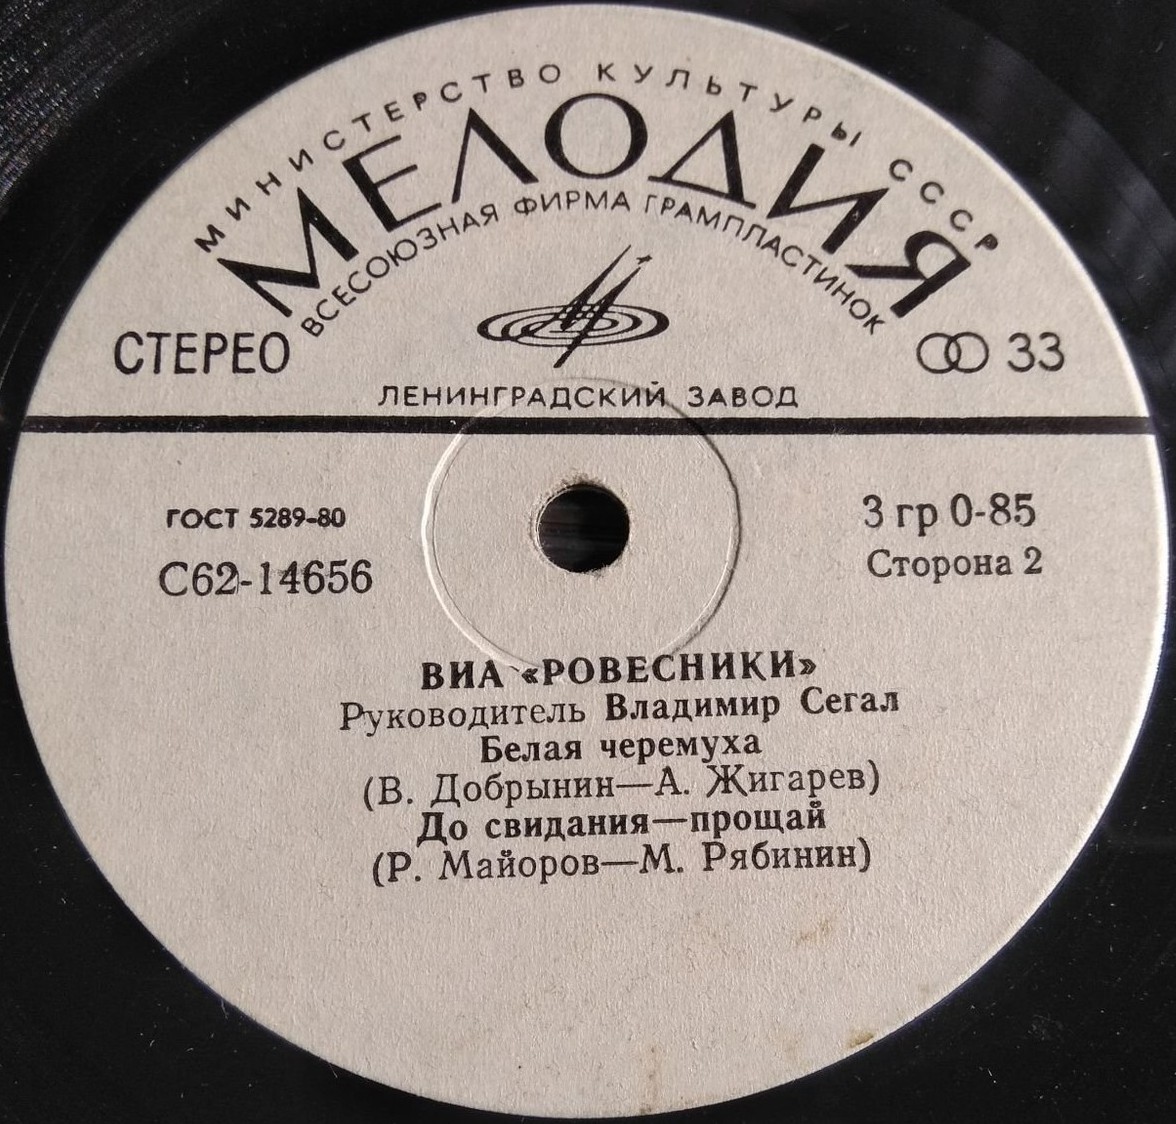 МИНИСТЕРСТВО КУЛЬТУРЫ СССР
МЕЛОДИЯ
ВСЕСОЮЗНАЯ ФИРМА ГРАМПЛАСТИНОК
СТЕРЕО
33
ЛЕНИНГРАДСКИЙ ЗАВОД
ГОСТ 5289-80
3 гр 0-85
С62-14656
Сторона 2
ВИА «РОВЕСНИКИ»
Руководитель Владимир Сегал
Белая черемуха
(В. Добрынин—А. Жигарев)
До свидания—прощай
(Р. Майоров—М. Рябинин)